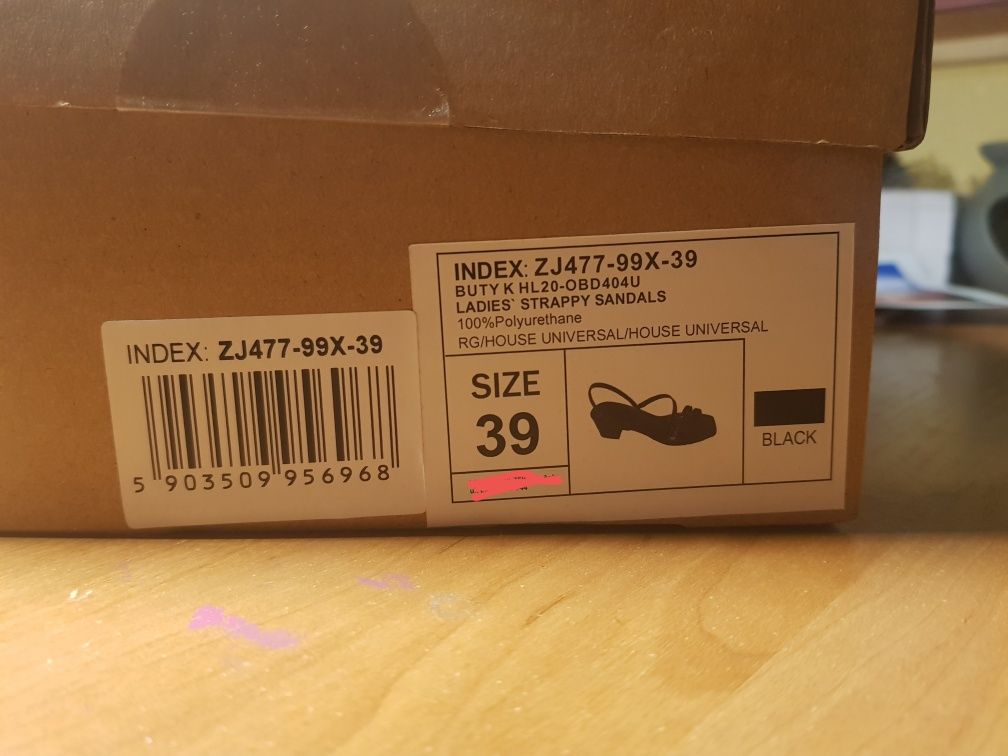 INDEX: ZJ477-99X-39
5 903509 956968
INDEX: ZJ477-99X-39
BUTY K HL20-OBD404U
LADIES` STRAPPY SANDALS
100%Polyurethane
RG/HOUSE UNIVERSAL/HOUSE UNIVERSAL
SIZE
39
BLACK